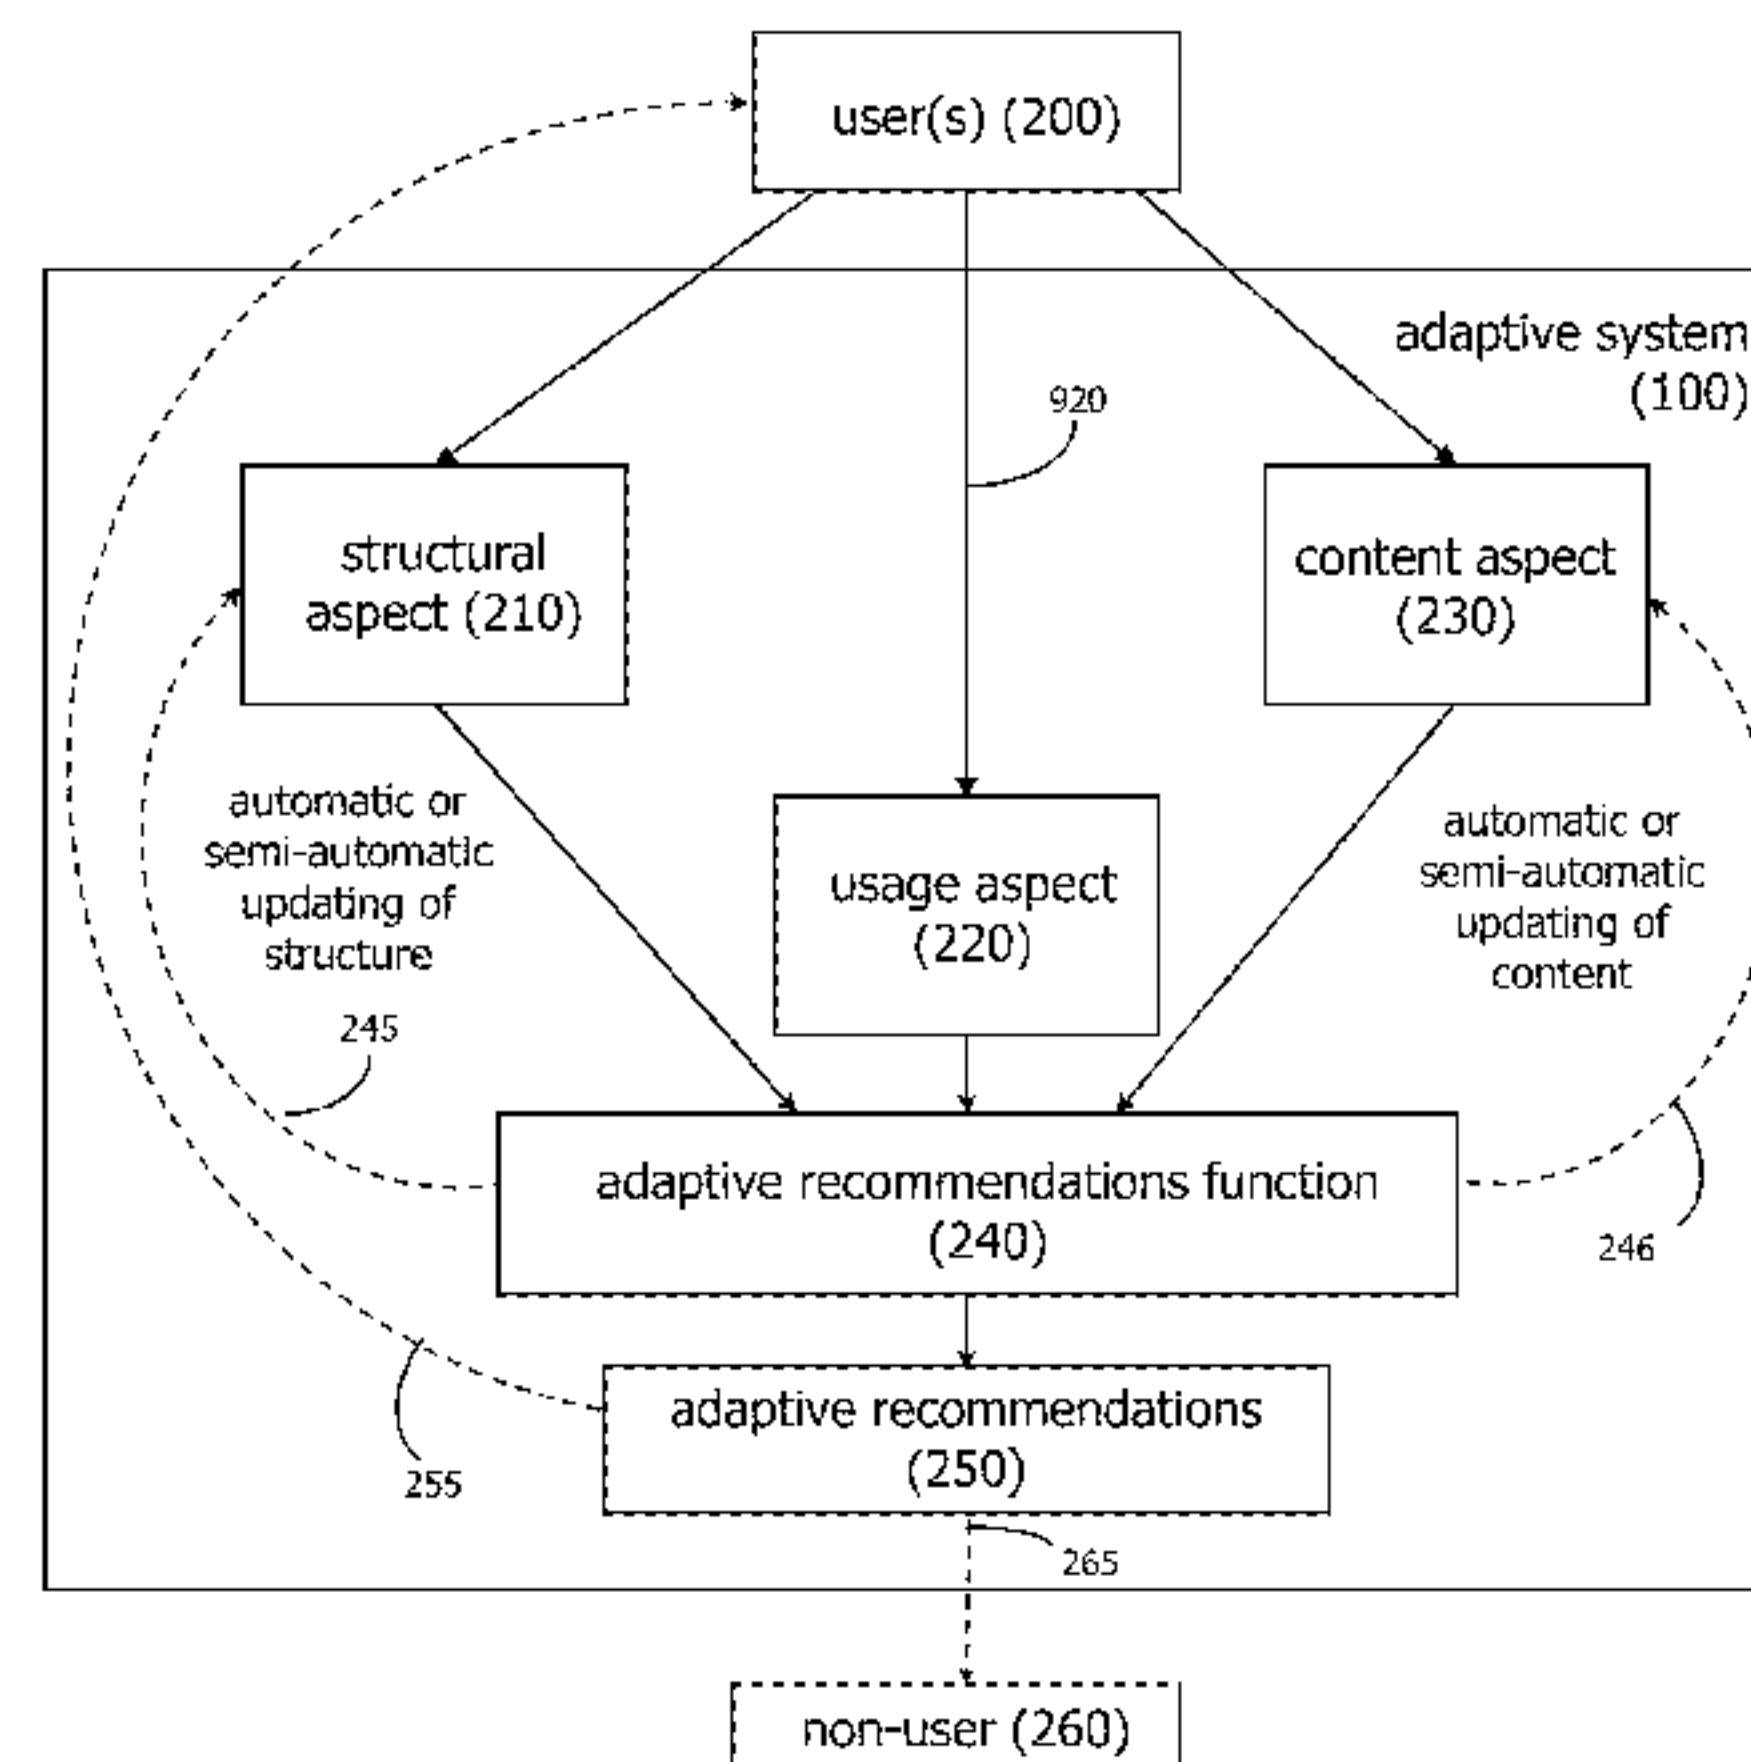 user(s) (200)
adaptive system
(100)
920
structural
aspect (210)
content aspect
(230)
automatic or
semi-automatic
updating of
structure
usage aspect
(220)
automatic or
semi-automatic
updating of
content
245
adaptive recommendations function
(240)
246
adaptive recommendations
(250)
255
265
non-user (260)